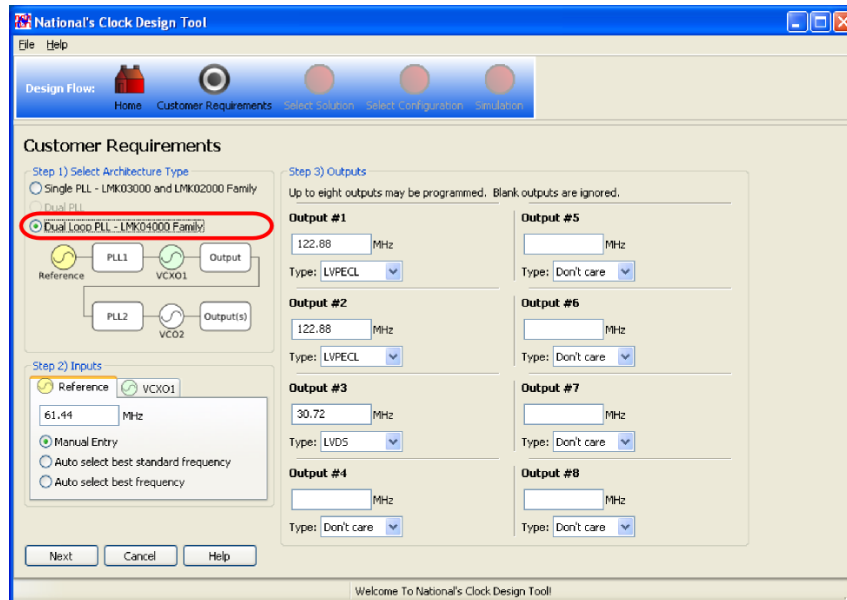 National's Clock Design Tool
File Help
Design Flow:
Home Customer Requirements Select Solution Select Configuration Simulation
Customer Requirements
Step 1) Select Architecture Type
Single PLL - LMK03000 and LMK02000 Family
Dual PLL
Dual Loop PLL - LMK04000 Family
Reference PLL1 VCXO1 Output
PLL2 VCO2 Output(s)
Step 2) Inputs
Reference VCXO1
61.44 MHz
Manual Entry
Auto select best standard frequency
Auto select best frequency
Step 3) Outputs
Up to eight outputs may be programmed. Blank outputs are ignored.
Output #1
122.88 MHz
Type: LVPECL
Output #2
122.88 MHz
Type: LVPECL
Output #3
30.72 MHz
Type: LVDS
Output #4
MHz
Type: Don't care
Output #5
MHz
Type: Don't care
Output #6
MHz
Type: Don't care
Output #7
MHz
Type: Don't care
Output #8
MHz
Type: Don't care
Next Cancel Help
Welcome To National's Clock Design Tool!